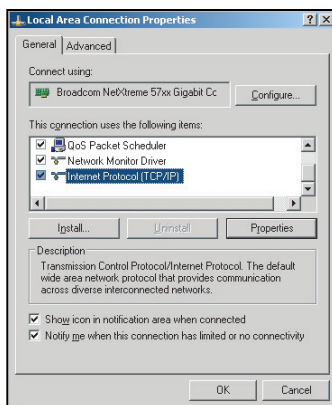 Local Area Connection Properties
General Advanced
Connect using:
Broadcom NetXtreme 57xx Gigabit Cc
Configure...
This connection uses the following items:
QoS Packet Scheduler
Network Monitor Driver
Internet Protocol (TCP/IP)
Install... Uninstall Properties
Description
Transmission Control Protocol/Internet Protocol. The default
wide area network protocol that provides communication
across diverse interconnected networks.
Show icon in notification area when connected
Notify me when this connection has limited or no connectivity
OK Cancel